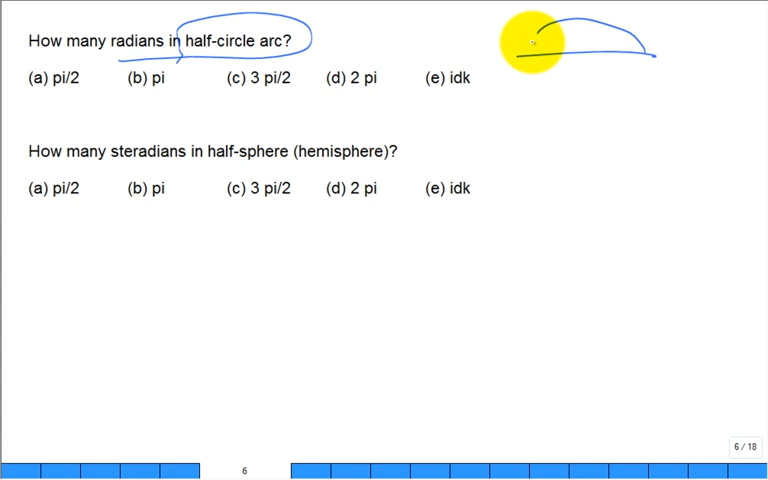 How many radians in half-circle arc?
(a) pi/2 (b) pi (c) 3 pi/2 (d) 2 pi (e) idk
How many steradians in half-sphere (hemisphere)?
(a) pi/2 (b) pi (c) 3 pi/2 (d) 2 pi (e) idk
6 / 18
6